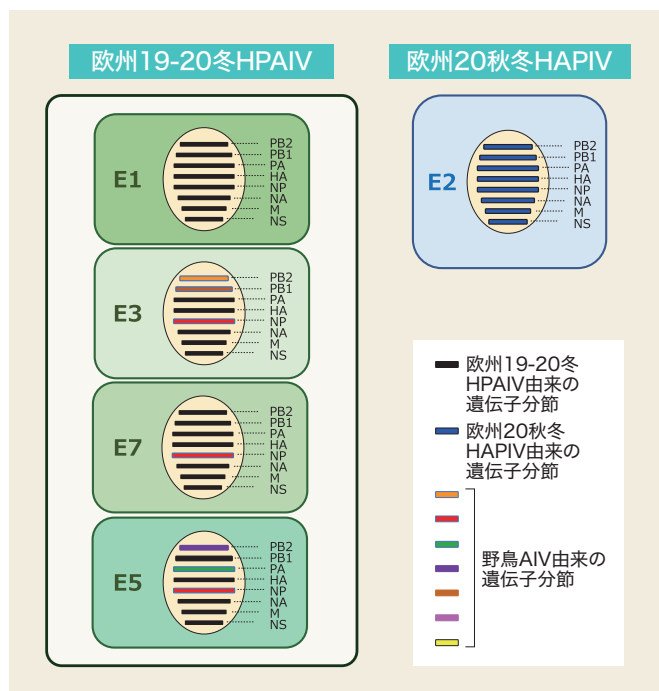 欧州19-20冬HPAIV
欧州20秋冬HAPIV
E1
PB2
PB1
PA
HA
NP
NA
M
NS
E2
PB2
PB1
PA
HA
NP
NA
M
NS
E3
PB2
PB1
PA
HA
NP
NA
M
NS
E7
PB2
PB1
PA
HA
NP
NA
M
NS
E5
PB2
PB1
PA
HA
NP
NA
M
NS
欧州19-20冬
HPAIV由来の
遺伝子分節
欧州20秋冬
HAPIV由来の
遺伝子分節
野鳥AIV由来の
遺伝子分節